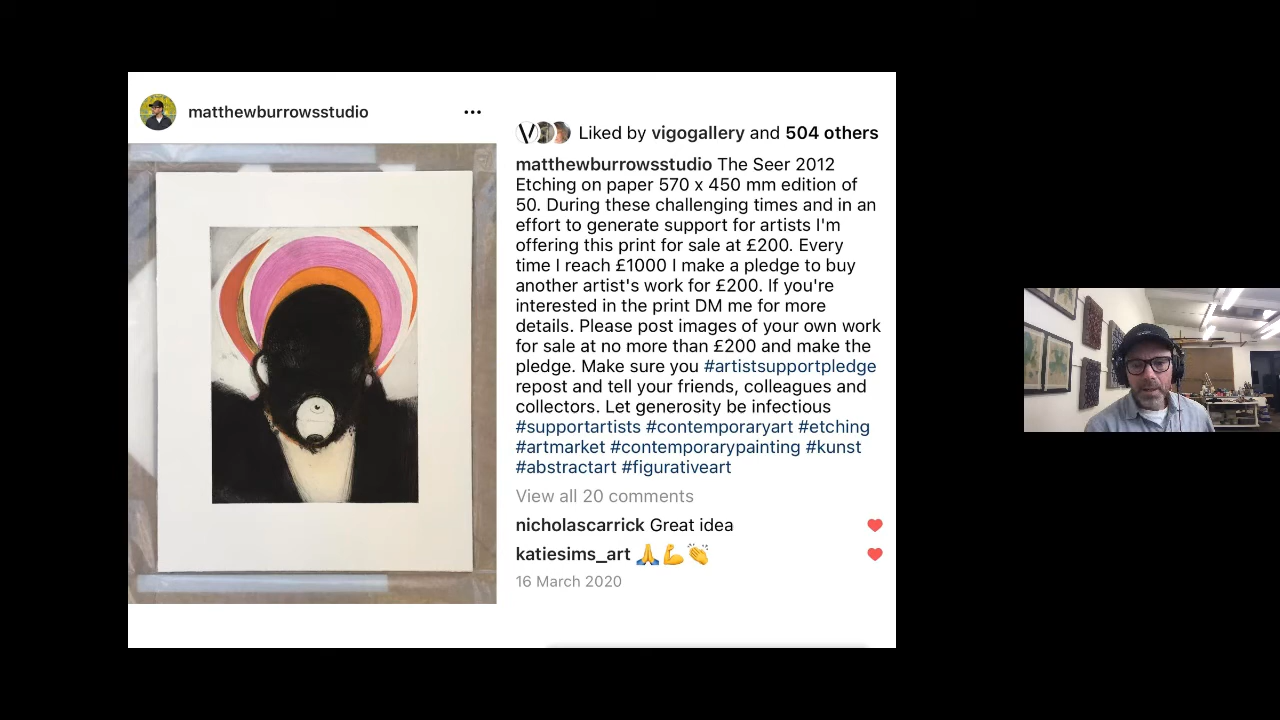 matthewburrowsstudio
Liked by vigogallery and 504 others
matthewburrowsstudio The Seer 2012
Etching on paper 570 x 450 mm edition of
50. During these challenging times and in an
effort to generate support for artists I'm
offering this print for sale at £200. Every
time I reach £1000 I make a pledge to buy
another artist's work for £200. If you're
interested in the print DM me for more
details. Please post images of your own work
for sale at no more than £200 and make the
pledge. Make sure you #artistsupportpledge
repost and tell your friends, colleagues and
collectors. Let generosity be infectious
#supportartists #contemporaryart #etching
#artmarket #contemporarypainting #kunst
#abstractart #figurativeart
View all 20 comments
nicholascarrick Great idea
katiesims_art 🙏💪👏
16 March 2020